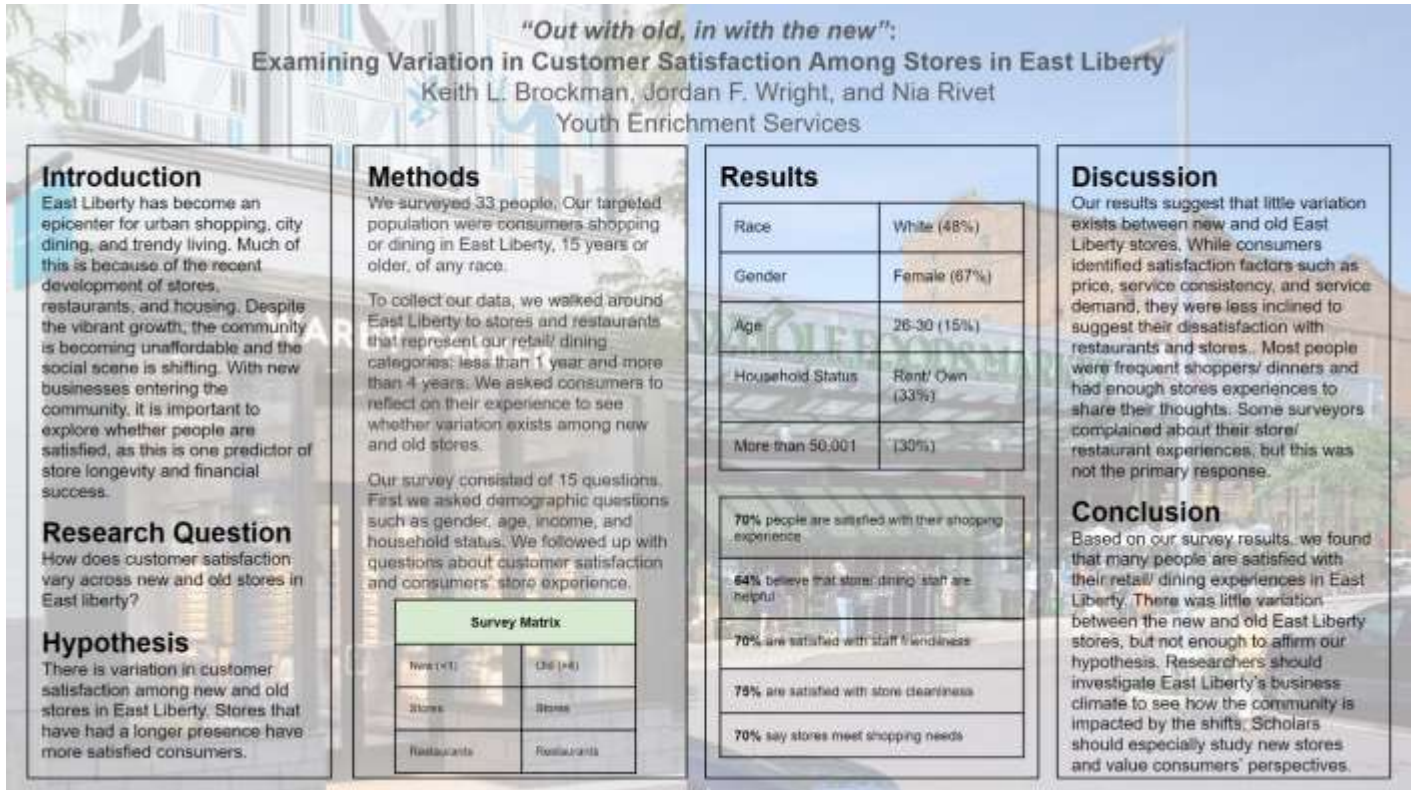 “Out with old, in with the new”:
Examining Variation in Customer Satisfaction Among Stores in East Liberty
Keith L. Brockman, Jordan F. Wright, and Nia Rivet
Youth Enrichment Services
Introduction
East Liberty has become an
epicenter for urban shopping, city
dining, and trendy living. Much of
this is because of the recent
development of stores,
restaurants, and housing. Despite
the vibrant growth, the community
is becoming unaffordable and the
social scene is shifting. With new
businesses entering the
community, it is important to
explore whether people are
satisfied, as this is one predictor of
store longevity and financial
success.
Research Question
How does customer satisfaction
vary across new and old stores in
East liberty?
Hypothesis
There is variation in customer
satisfaction among new and old
stores in East Liberty. Stores that
have had a longer presence have
more satisfied consumers.
Methods
We surveyed 33 people. Our targeted
population were consumers shopping
or dining in East Liberty, 15 years or
older, of any race.
To collect our data, we walked around
East Liberty to stores and restaurants
that represent our retail/ dining
categories: less than 1 year and more
than 4 years. We asked consumers to
reflect on their experience to see
whether variation exists among new
and old stores.
Our survey consisted of 15 questions.
First we asked demographic questions
such as gender, age, income, and
household status. We followed up with
questions about customer satisfaction
and consumers' store experience.
Survey Matrix
New (<1) Old
Stores Stores
Restaurants Restaurants
Results
Race White (48%)
Gender Female (67%)
Age 26-30 (15%)
Household Status Rent/ Own
(33%)
More than 50,001 (30%)
70% people are satisfied with their shopping
experience
64% believe that store/ dining staff are
helpful
70% are satisfied with staff friendliness
75% are satisfied with store cleanliness
70% say stores meet shopping needs
WHOLE FOODS MAR
Discussion
Our results suggest that little variation
exists between new and old East
Liberty stores. While consumers
identified satisfaction factors such as
price, service consistency, and service
demand, they were less inclined to
suggest their dissatisfaction with
restaurants and stores.. Most people
were frequent shoppers/ dinners and
had enough stores experiences to
share their thoughts. Some surveyors
complained about their store/
restaurant experiences, but this was
not the primary response.
Conclusion
Based on our survey results, we found
that many people are satisfied with
their retail/ dining experiences in East
Liberty. There was little variation
between the new and old East Liberty
stores, but not enough to affirm our
hypothesis. Researchers should
investigate East Liberty's business
climate to see how the community is
impacted by the shifts. Scholars
should especially study new stores
and value consumers' perspectives.